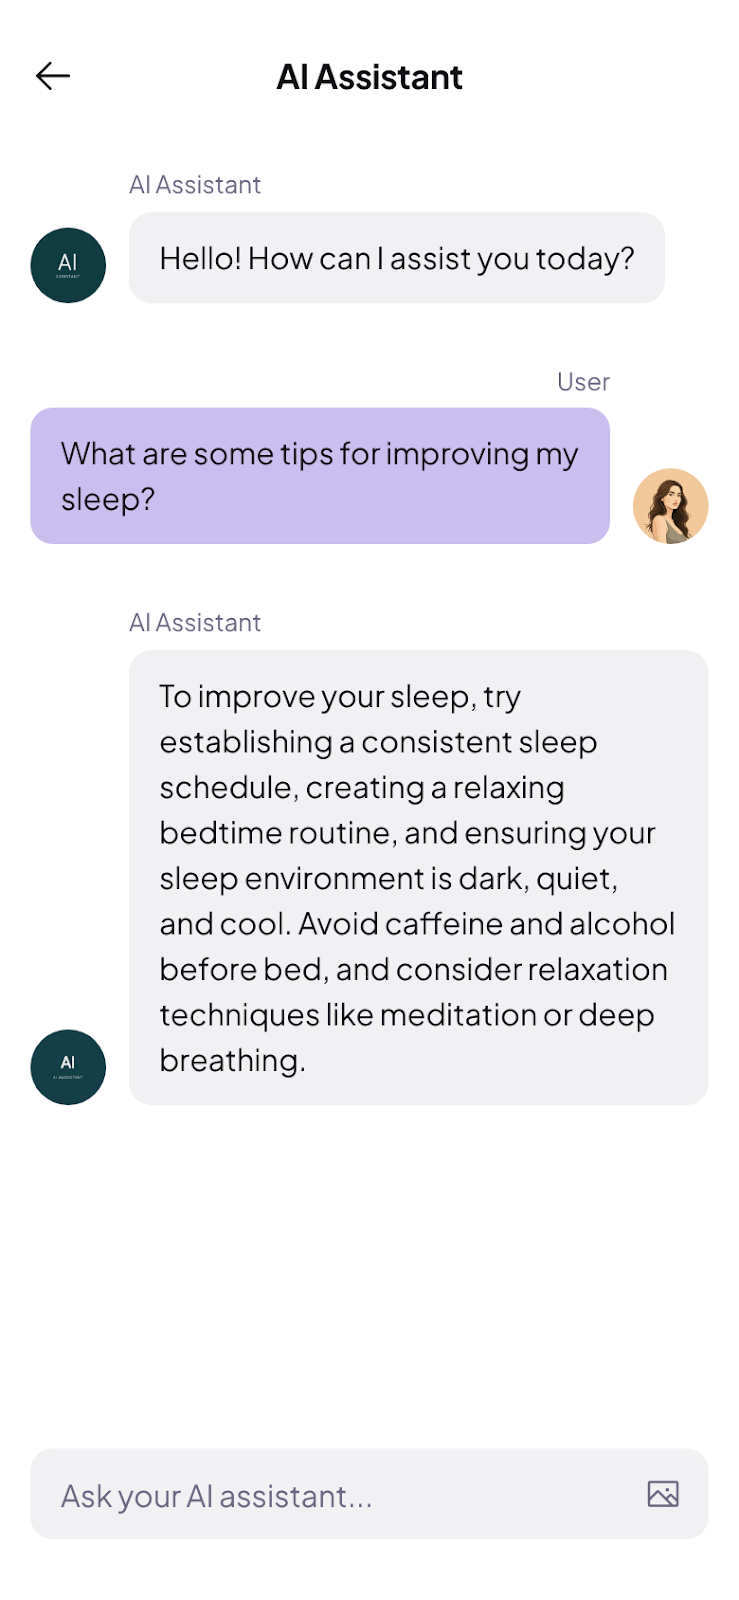 AI Assistant
AI Assistant
AI
ASSISTANT
Hello! How can I assist you today?
User
What are some tips for improving my
sleep?
AI Assistant
To improve your sleep, try
establishing a consistent sleep
schedule, creating a relaxing
bedtime routine, and ensuring your
sleep environment is dark, quiet,
and cool. Avoid caffeine and alcohol
before bed, and consider relaxation
techniques like meditation or deep
breathing.
AI
Ask your AI assistant...